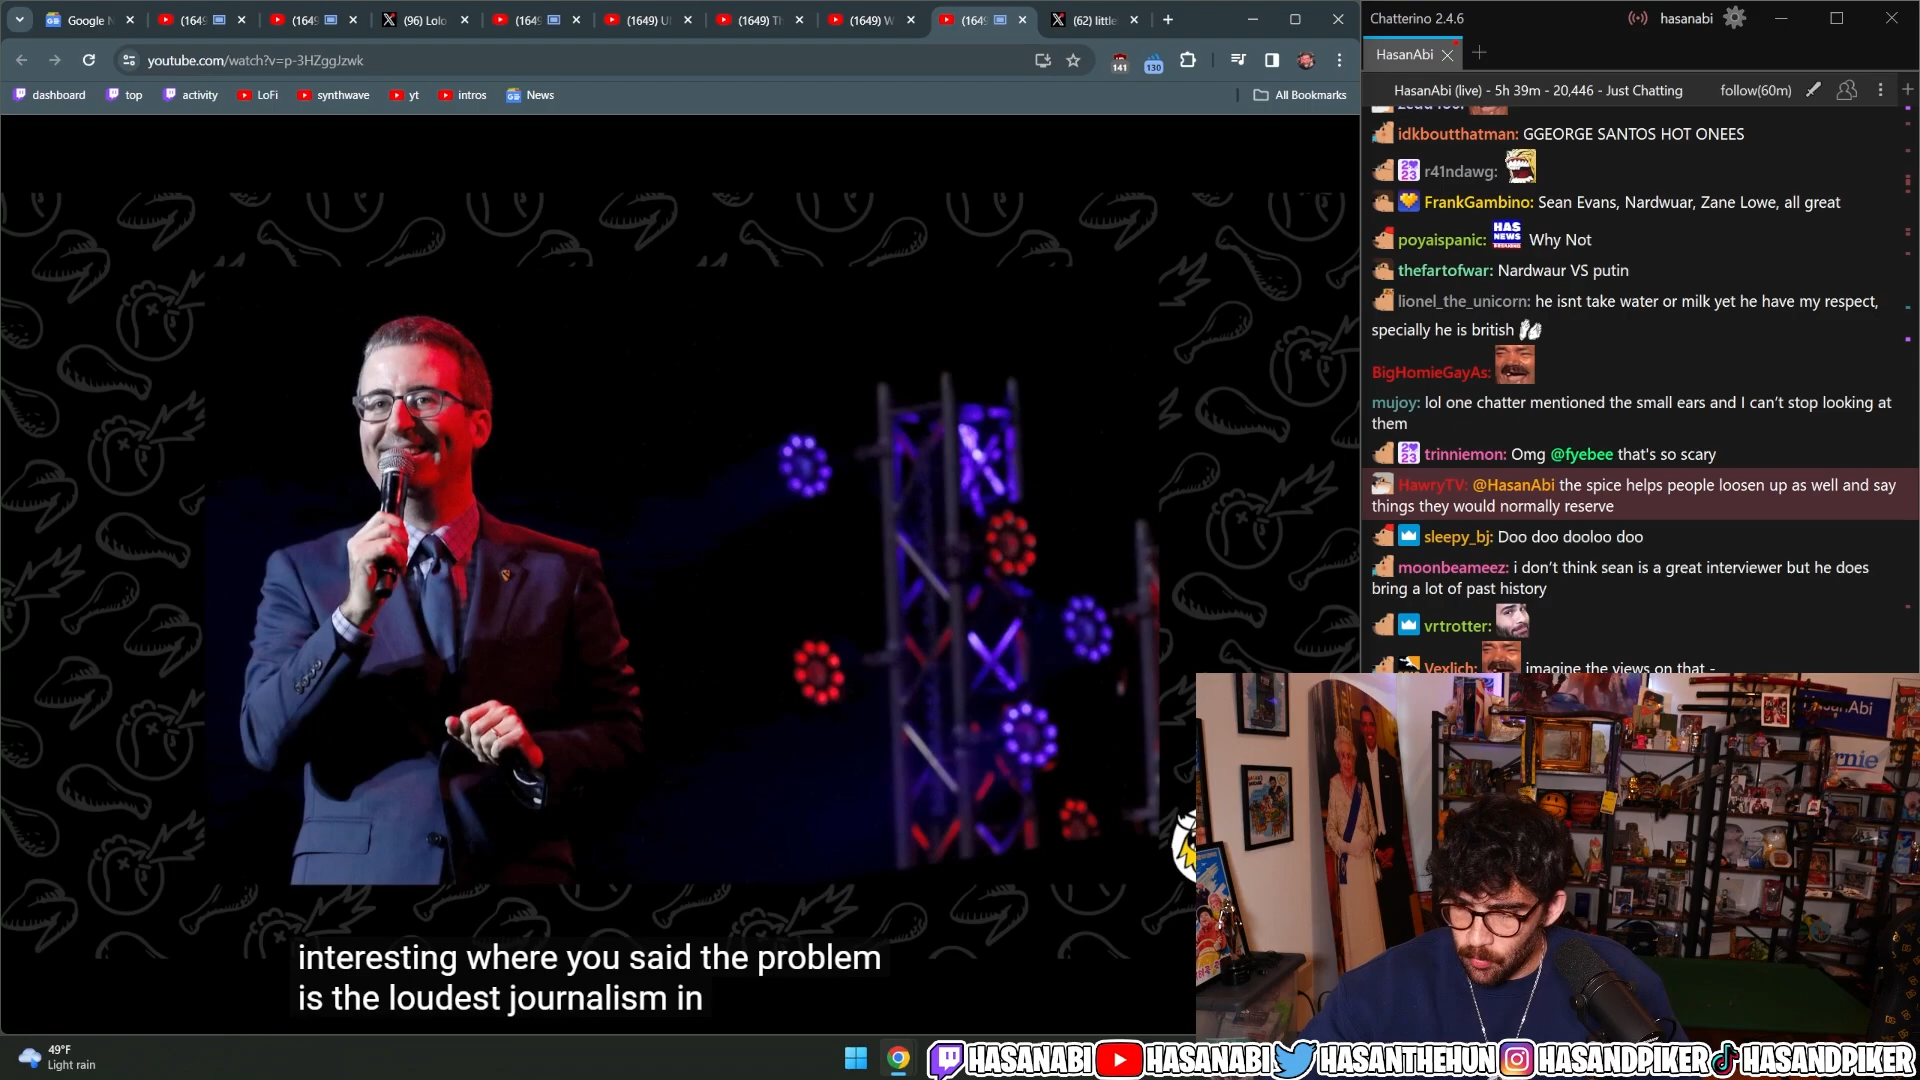 Google N
(1649
(1649
(96) Lolo
(1649
(1649) U
(1649) Th
(1649) W
(1649
(62) little
youtube.com/watch?v=p-3HZggJzwk
141
130
dashboard
top
activity
LoFi
synthwave
yt
intros
News
All Bookmarks
interesting where you said the problem
is the loudest journalism in
Chatterino 2.4.6
hasanabi
HasanAbi
HasanAbi (live) - 5h 39m - 20,446 - Just Chatting
follow(60m)
idkboutthatman: GGEORGE SANTOS HOT ONEES
r41ndawg:
FrankGambino: Sean Evans, Nardwuar, Zane Lowe, all great
poyaispanic: HAS NEWS Why Not
thefartofwar: Nardwaur VS putin
lionel_the_unicorn: he isnt take water or milk yet he have my respect,
specially he is british
BigHomieGayAs:
mujoy: lol one chatter mentioned the small ears and I can't stop looking at
them
trinniemon: Omg @fyebee that's so scary
HawryTV: @HasanAbi the spice helps people loosen up as well and say
things they would normally reserve
sleepy_bj: Doo doo dooloo doo
moonbeameez: i don't think sean is a great interviewer but he does
bring a lot of past history
vrtrotter:
Vexlich: imagine the views on that -
49°F
Light rain
HASANABI
HASANABI
HASANTHEHUN
HASANDPIKER
HASANDPIKER